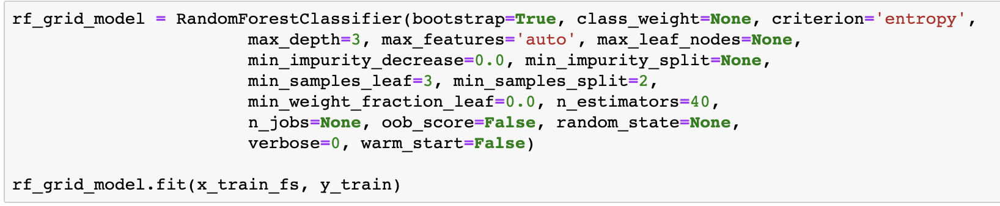 rf_grid_model = RandomForestClassifier(bootstrap=True, class_weight=None, criterion='entropy',
max_depth=3, max_features='auto', max_leaf_nodes=None,
min_impurity_decrease=0.0, min_impurity_split=None,
min_samples_leaf=3, min_samples_split=2,
min_weight_fraction_leaf=0.0, n_estimators=40,
n_jobs=None, oob_score=False, random_state=None,
verbose=0, warm_start=False)
rf_grid_model.fit(x_train_fs, y_train)